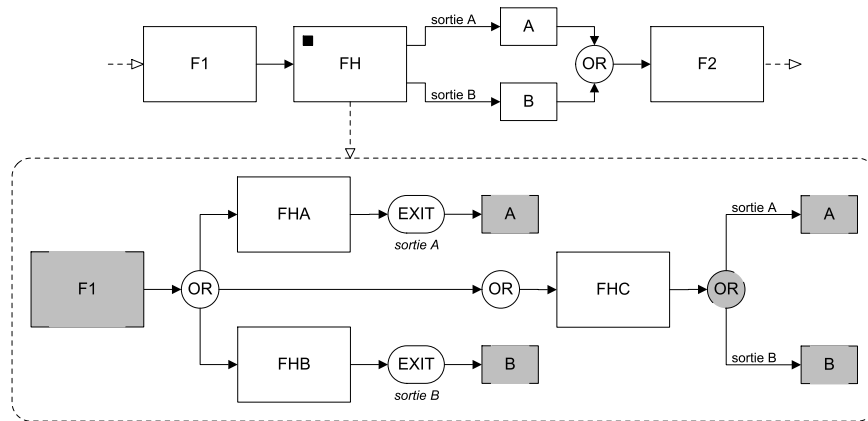 sortie A
A
F1
FH
OR
F2
sortie B
B
FHA
EXIT
A
sortie A
sortie A
A
F1
OR
OR
FHC
OR
FHB
EXIT
B
sortie B
sortie B
B